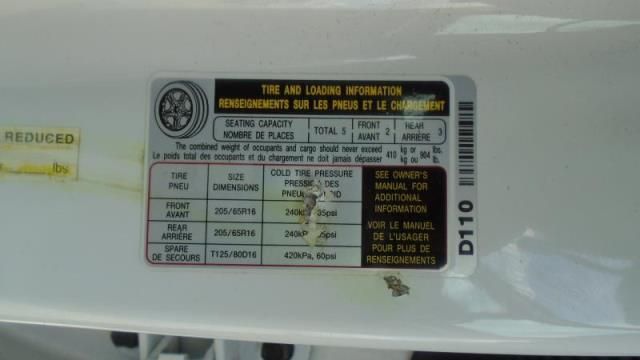 REDUCED
lbs
TIRE AND LOADING INFORMATION
RENSEIGNEMENTS SUR LES PNEUS ET LE CHARGEMENT
SEATING CAPACITY
NOMBRE DE PLACES
TOTAL 5
FRONT
AVANT
2
REAR
ARRIÈRE
3
The combined weight of occupants and cargo should never exceed
Le poids total des occupants et du chargement ne doit jamais dépasser
410
kg or
kg ou
904
lbs.
lb.
TIRE
PNEU
SIZE
DIMENSIONS
COLD TIRE PRESSURE
DES
FRONT
AVANT
205/65R16
35psi
REAR
ARRIÈRE
205/65R16
SPARE
DE SECOURS
T125/80D16
420kPa, 60psi
SEE OWNER'S
MANUAL FOR
ADDITIONAL
INFORMATION
VOIR LE MANUEL
DE L'USAGER
POUR PLUS DE
RENSEIGNEMENTS
D110